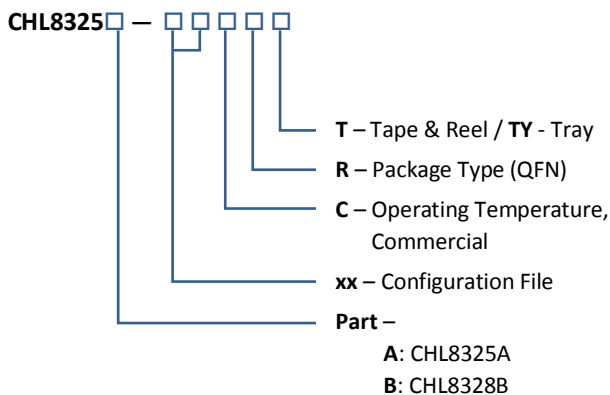 CHL8325□ — □ □ □ □ □
T – Tape & Reel / TY - Tray
R – Package Type (QFN)
C – Operating Temperature,
Commercial
xx – Configuration File
Part –
A: CHL8325A
B: CHL8328B